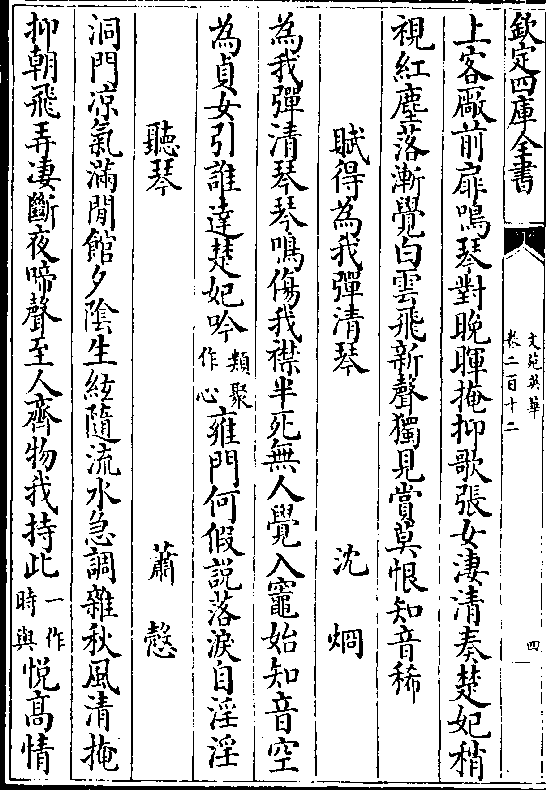 欽定四庫全書
文苑英華
卷二百十二
四
上客廠前扉鳴琴對晚暉掩抑歌張女淒清奏楚妃稍
視紅塵落漸覺白雲飛新聲獨見賞莫恨知音稀
賦得為我彈清琴 沈烱
為我彈清琴琴鳴傷我襟半死無人覺入竈始知音空
為貞女引誰達楚妃吟類聚作心雍門何假説落淚自淫淫
聽琴 蕭慤
洞門凉氣滿閒館夕陰生絃隨流水急調雜秋風清掩
抑朝飛弄淒斷夜啼聲至人齊物我持此一作時與悅高情